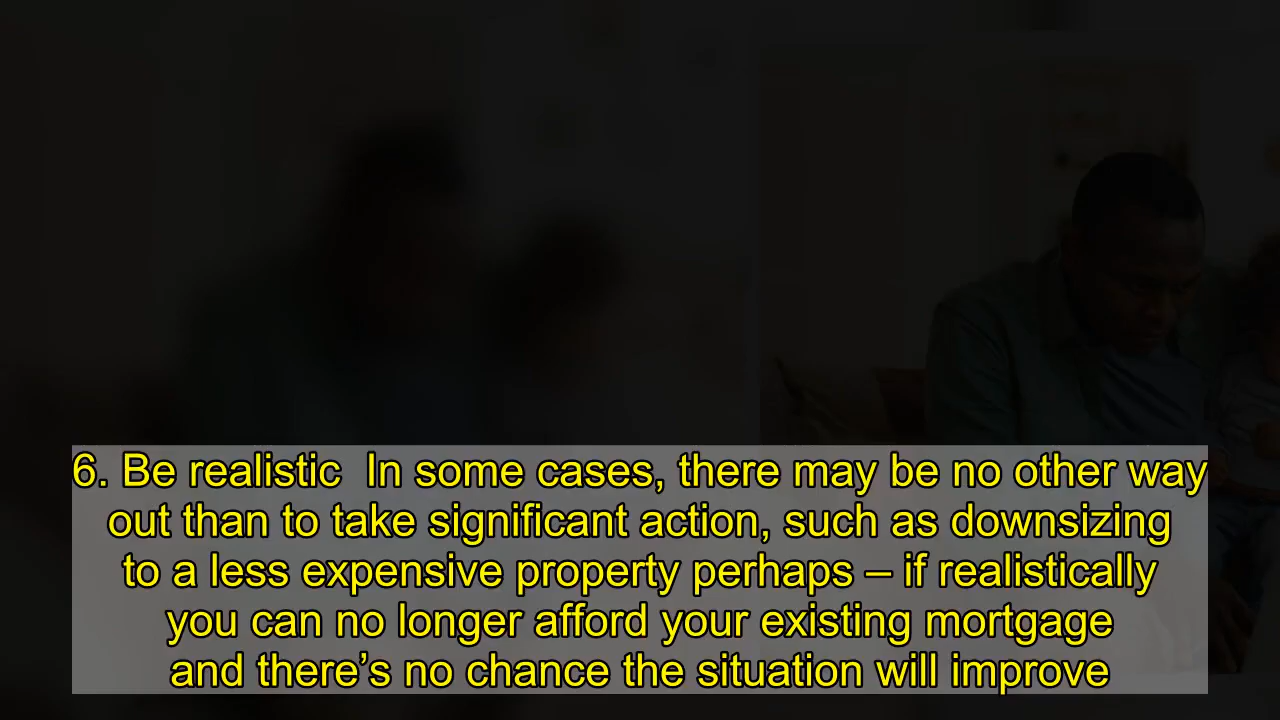 6. Be realistic  In some cases, there may be no other way
out than to take significant action, such as downsizing
to a less expensive property perhaps – if realistically
you can no longer afford your existing mortgage
and there’s no chance the situation will improve